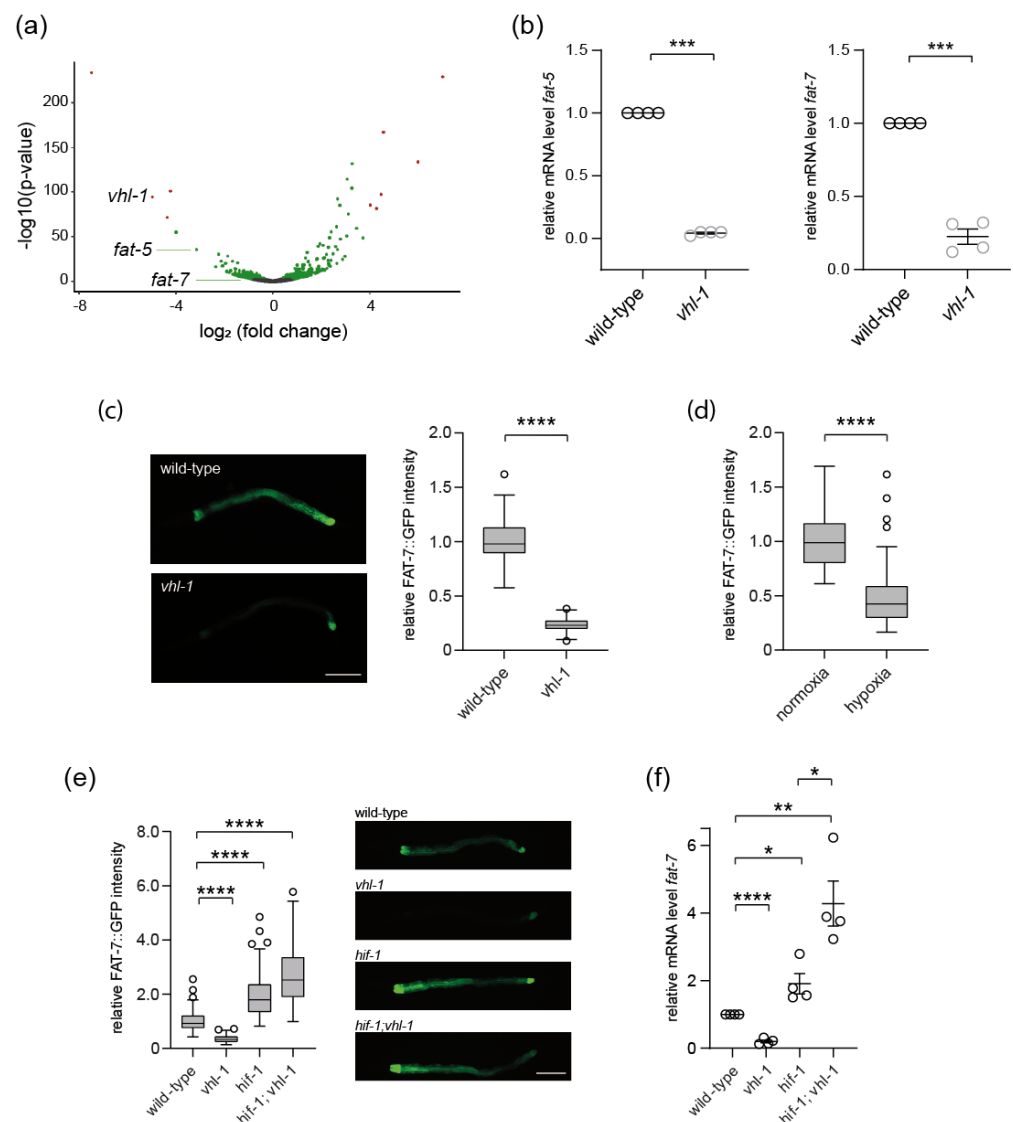 (a)
-log10(p-value)
200
150
100
50
0
vhl-1
fat-5
fat-7
-8
-4
0
4
log₂ (fold change)
(b)
relative mRNA level fat-5
1.5
1.0
0.5
0.0
***
wild-type
vhl-1
relative mRNA level fat-7
1.5
1.0
0.5
0.0
***
wild-type
vhl-1
(c)
wild-type
vhl-1
relative FAT-7::GFP intensity
2.0
1.5
1.0
0.5
0
****
wild-type
vhl-1
(d)
relative FAT-7::GFP intensity
2.0
1.5
1.0
0.5
0
****
normoxia
hypoxia
(e)
relative FAT-7::GFP intensity
8.0
6.0
4.0
2.0
0
****
****
****
wild-type
vhl-1
hif-1
hif-1; vhl-1
wild-type
vhl-1
hif-1
hif-1;vhl-1
(f)
relative mRNA level fat-7
6
4
2
0
*
**
*
****
wild-type
vhl-1
hif-1
hif-1; vhl-1